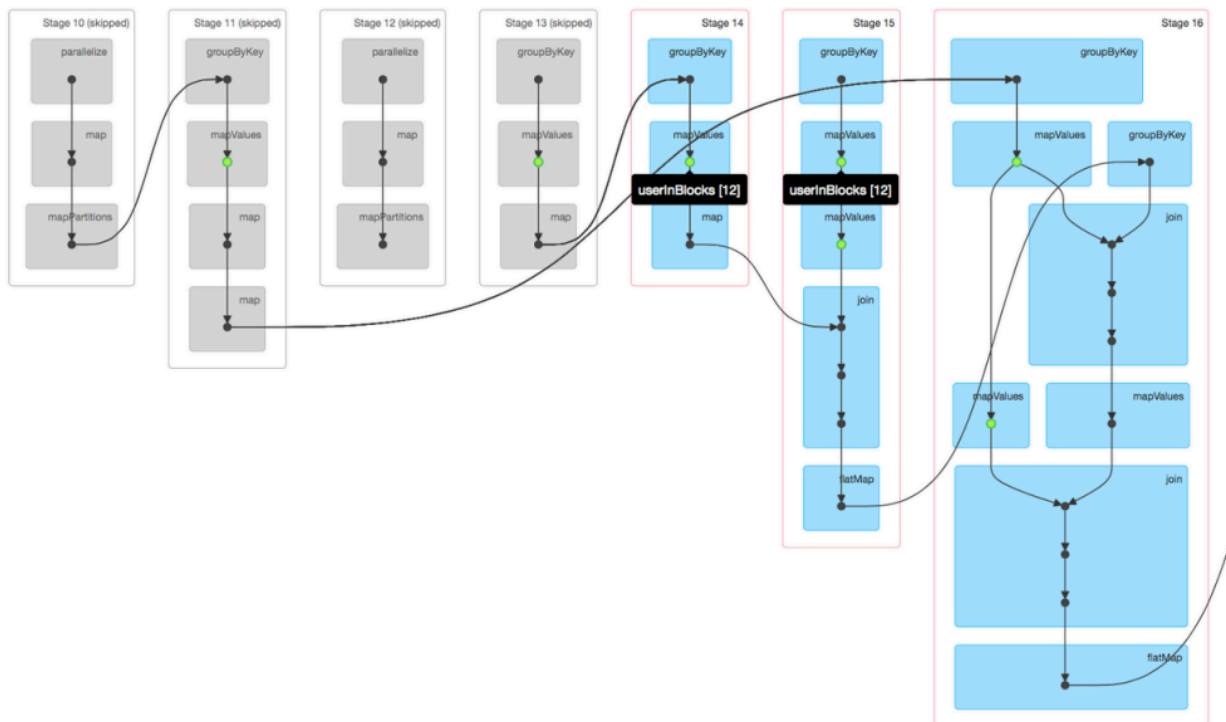 Stage 10 (skipped)
parallelize
map
mapPartitions
Stage 11 (skipped)
groupByKey
mapValues
map
map
Stage 12 (skipped)
parallelize
map
mapPartitions
Stage 13 (skipped)
groupByKey
mapValues
map
Stage 14
groupByKey
mapValues
userInBlocks [12]
map
Stage 15
groupByKey
mapValues
userInBlocks [12]
mapValues
join
flatMap
Stage 16
groupByKey
mapValues
groupByKey
join
mapValues
mapValues
join
flatMap